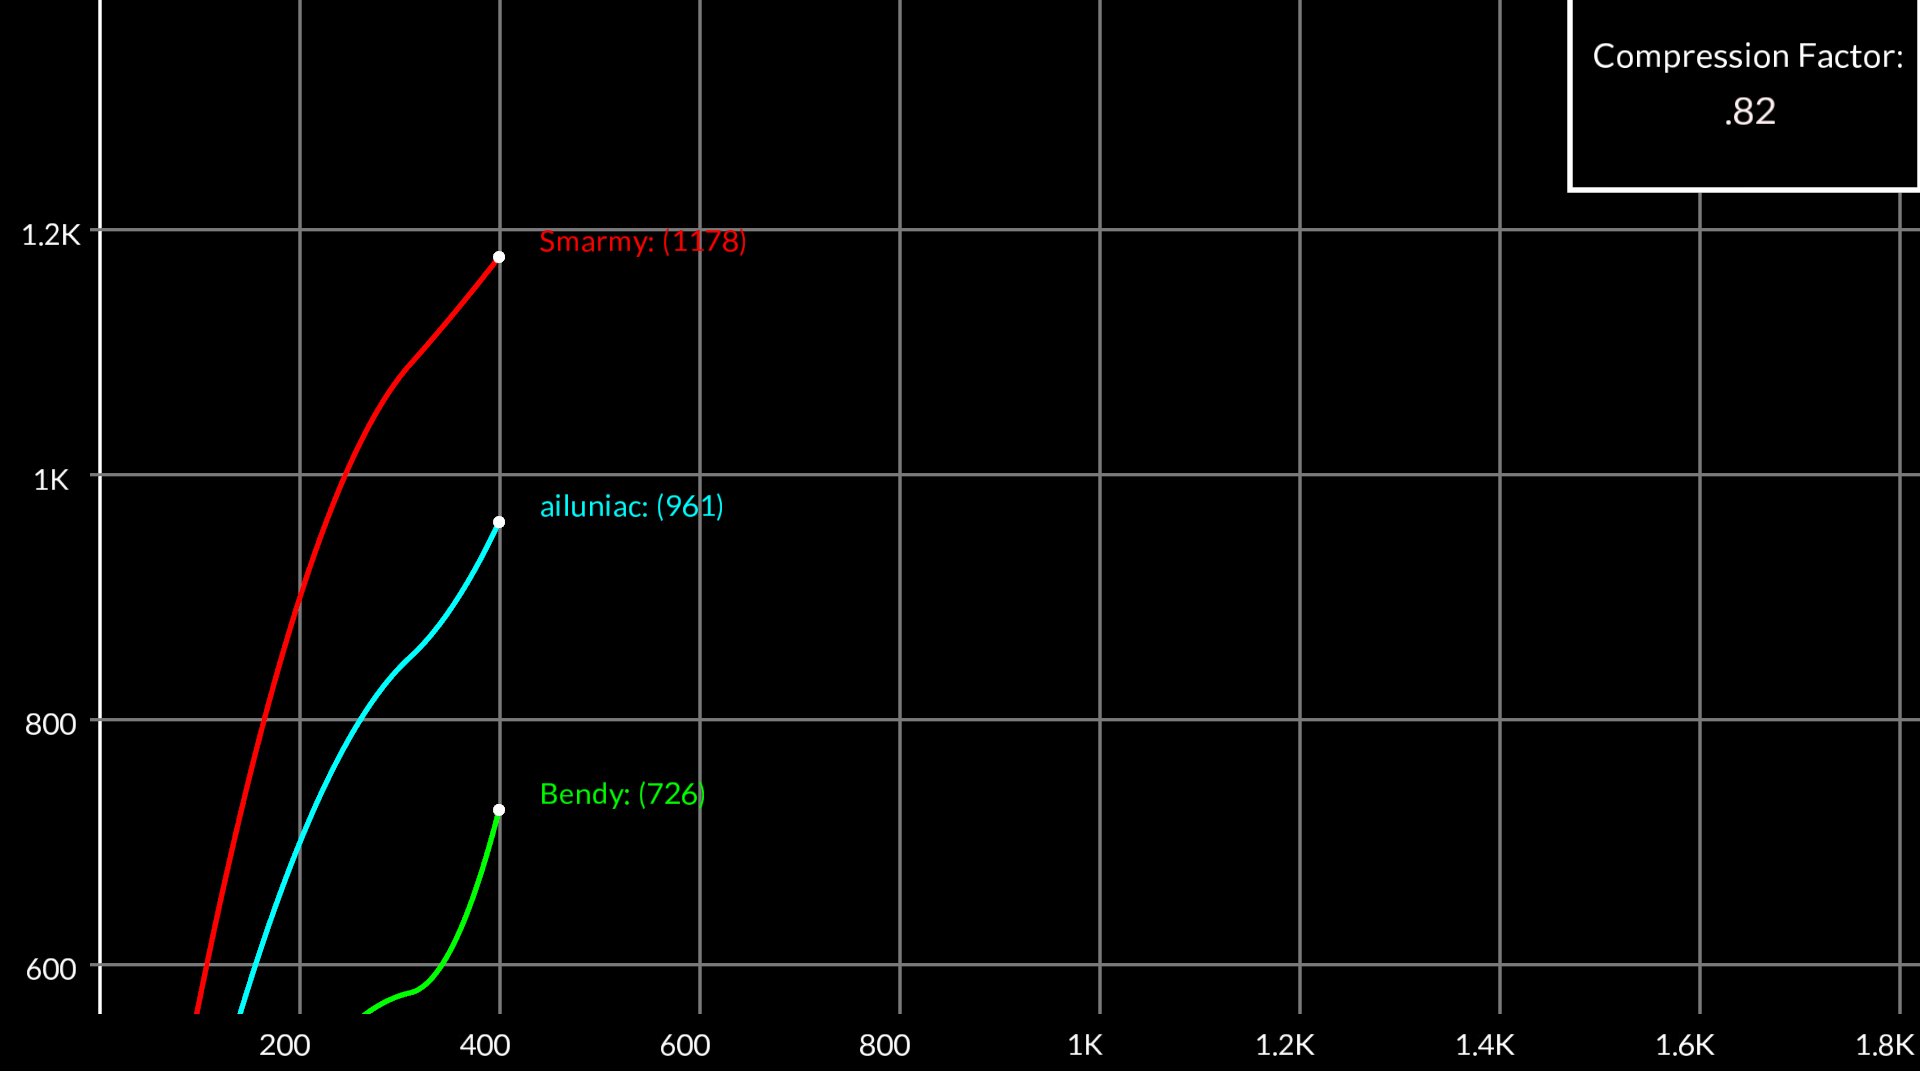 Compression Factor:
.82
1.2K
Smarmy: (1178)
1K
ailuniac: (961)
800
Bendy: (726)
600
200 400 600 800 1K 1.2K 1.4K 1.6K 1.8K